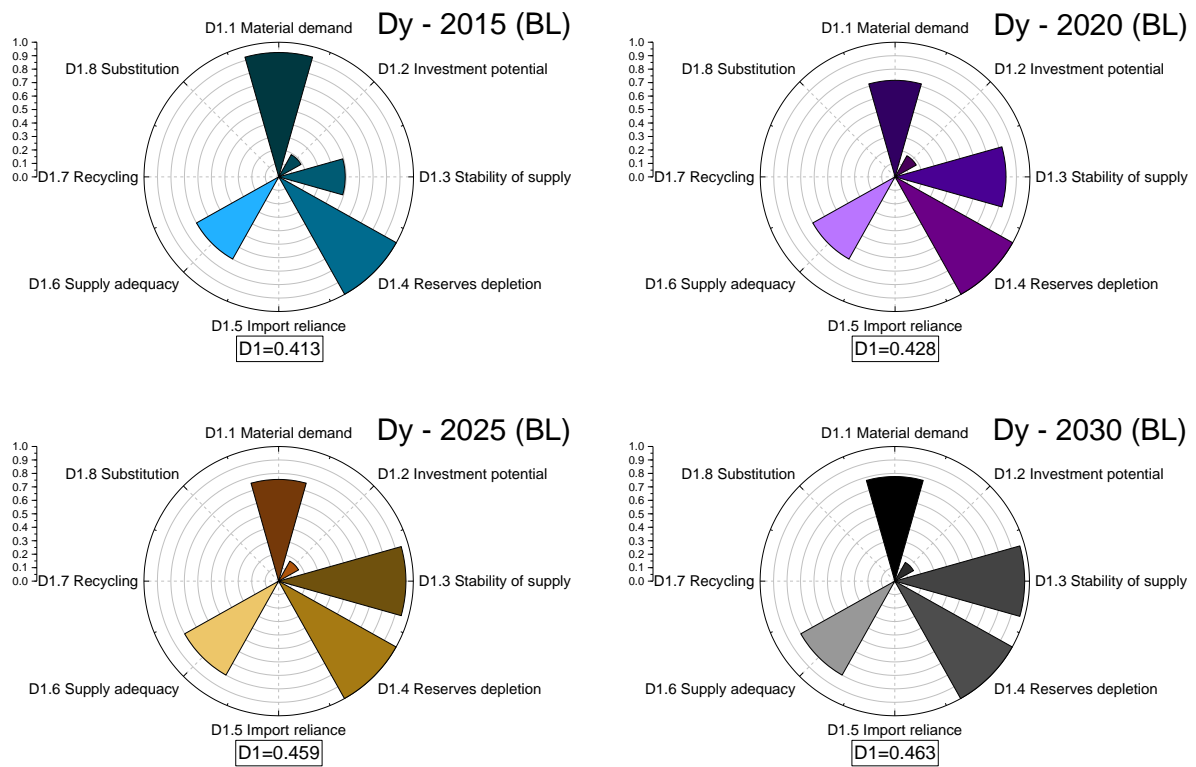 Dy - 2015 (BL)
D1.1 Material demand
D1.2 Investment potential
D1.3 Stability of supply
D1.4 Reserves depletion
D1.5 Import reliance
D1.6 Supply adequacy
D1.7 Recycling
D1.8 Substitution
1.0
0.9
0.8
0.7
0.6
0.5
0.4
0.3
0.2
0.1
0.0
D1=0.413
Dy - 2020 (BL)
D1.1 Material demand
D1.2 Investment potential
D1.3 Stability of supply
D1.4 Reserves depletion
D1.5 Import reliance
D1.6 Supply adequacy
D1.7 Recycling
D1.8 Substitution
1.0
0.9
0.8
0.7
0.6
0.5
0.4
0.3
0.2
0.1
0.0
D1=0.428
Dy - 2025 (BL)
D1.1 Material demand
D1.2 Investment potential
D1.3 Stability of supply
D1.4 Reserves depletion
D1.5 Import reliance
D1.6 Supply adequacy
D1.7 Recycling
D1.8 Substitution
1.0
0.9
0.8
0.7
0.6
0.5
0.4
0.3
0.2
0.1
0.0
D1=0.459
Dy - 2030 (BL)
D1.1 Material demand
D1.2 Investment potential
D1.3 Stability of supply
D1.4 Reserves depletion
D1.5 Import reliance
D1.6 Supply adequacy
D1.7 Recycling
D1.8 Substitution
1.0
0.9
0.8
0.7
0.6
0.5
0.4
0.3
0.2
0.1
0.0
D1=0.463